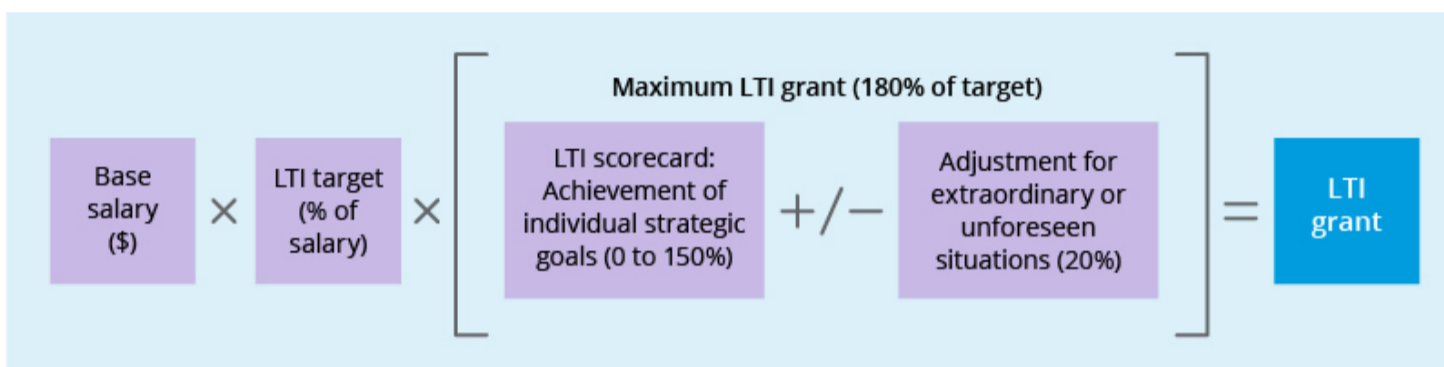 Maximum LTI grant (180% of target)
Base
salary
($)
×
LTI target
(% of
salary)
×
LTI scorecard:
Achievement of
individual strategic
goals (0 to 150%)
+/−
Adjustment for
extraordinary or
unforeseen
situations (20%)
=
LTI
grant